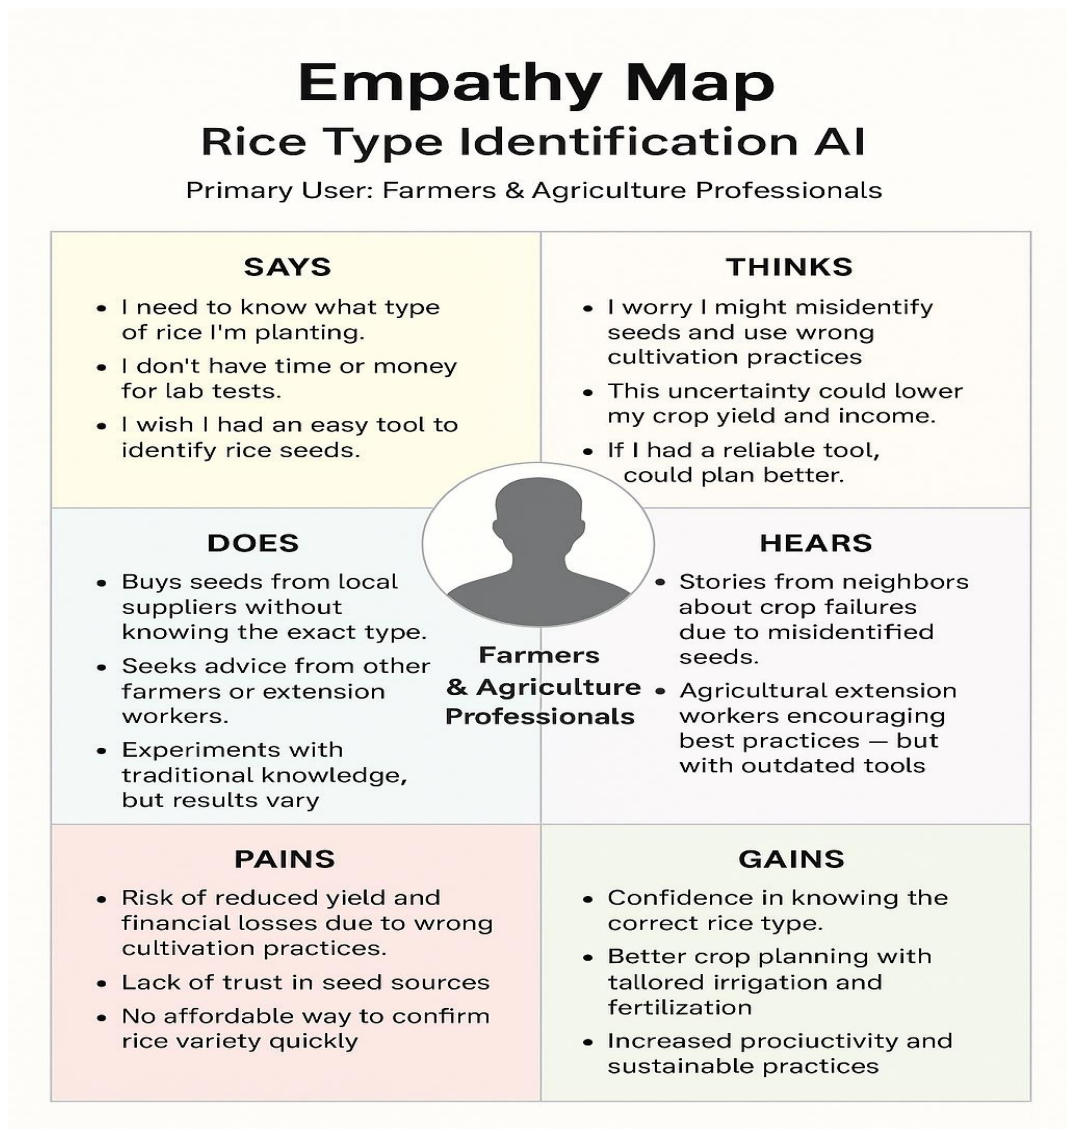 Empathy Map
Rice Type Identification AI
Primary User: Farmers & Agriculture Professionals
SAYS
• I need to know what type
of rice I'm planting.
• I don't have time or money
for lab tests.
• I wish I had an easy tool to
identify rice seeds.
THINKS
• I worry I might misidentify
seeds and use wrong
cultivation practices
• This uncertainty could lower
my crop yield and income.
• If I had a reliable tool,
could plan better.
DOES
• Buys seeds from local
suppliers without
knowing the exact type.
• Seeks advice from other
farmers or extension
workers.
• Experiments with
traditional knowledge,
but results vary
Farmers
& Agriculture
Professionals
HEARS
• Stories from neighbors
about crop failures
due to misidentified
seeds.
• Agricultural extension
workers encouraging
best practices — but
with outdated tools
PAINS
• Risk of reduced yield and
financial losses due to wrong
cultivation practices.
• Lack of trust in seed sources
• No affordable way to confirm
rice variety quickly
GAINS
• Confidence in knowing the
correct rice type.
• Better crop planning with
tallored irrigation and
fertilization
• Increased prociuctivity and
sustainable practices